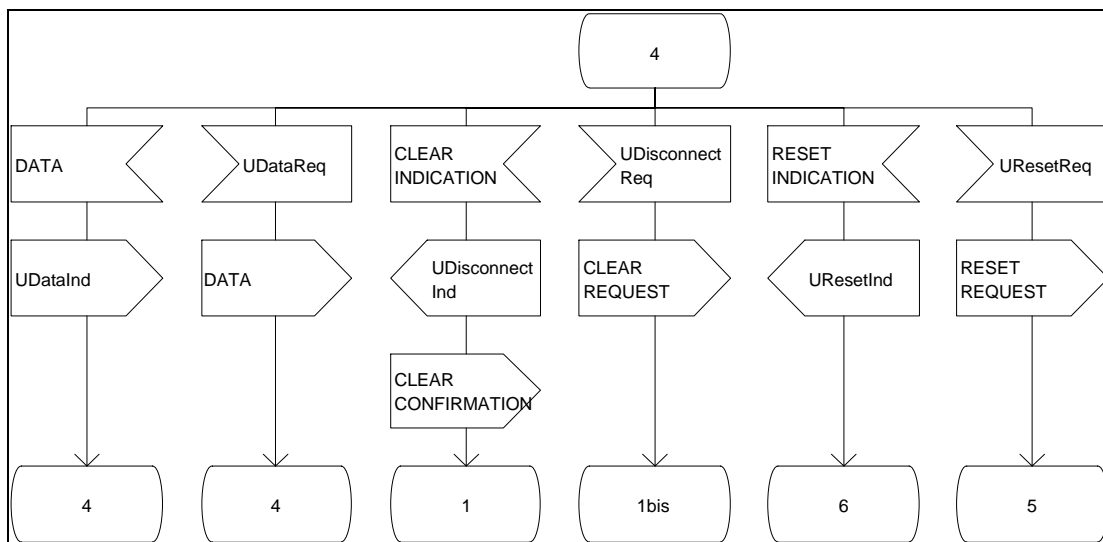 4
DATA
UDataReq
CLEAR
INDICATION
UDisconnect
Req
RESET
INDICATION
UResetReq
UDataInd
DATA
UDisconnect
Ind
CLEAR
REQUEST
UResetInd
RESET
REQUEST
CLEAR
CONFIRMATION
4
4
1
1bis
6
5